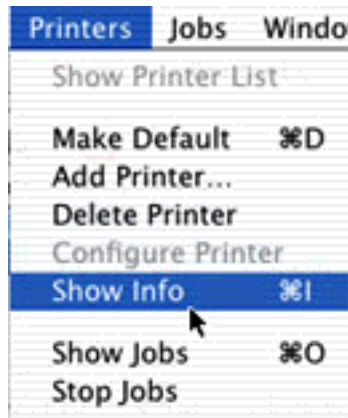 Printers Jobs Windo
Show Printer List
Make Default ⌘D
Add Printer...
Delete Printer
Configure Printer
Show Info ⌘I
Show Jobs ⌘O
Stop Jobs